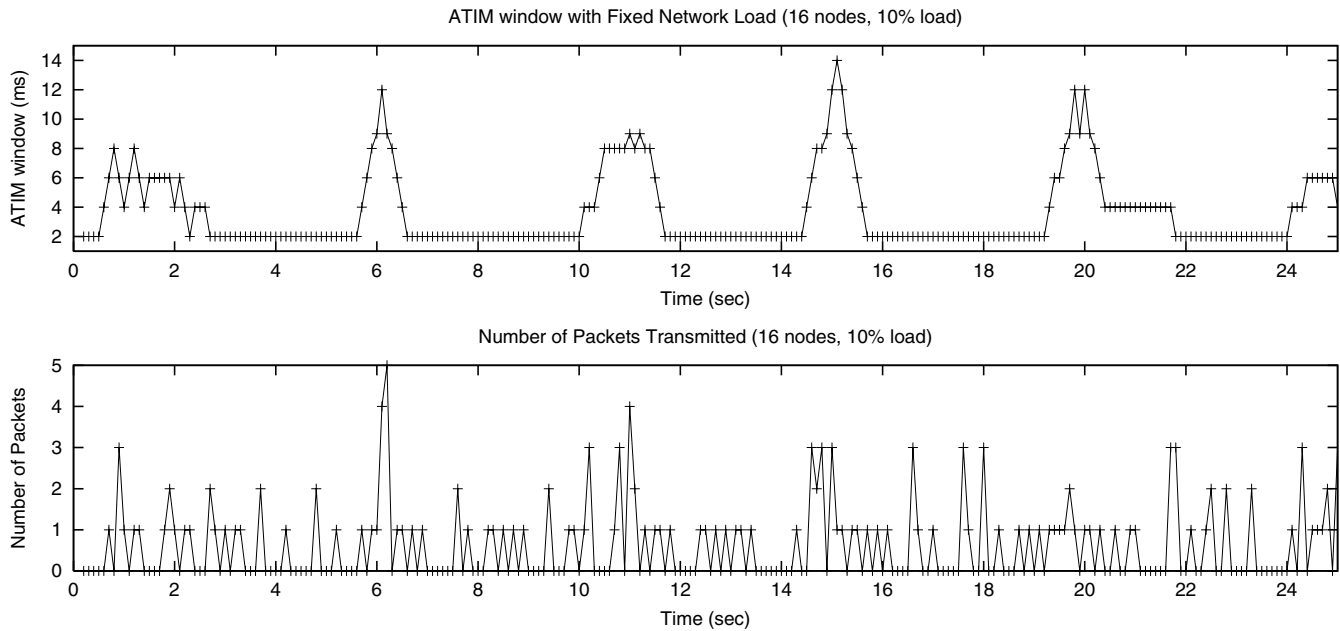 ATIM window with Fixed Network Load (16 nodes, 10% load)
ATIM window (ms)
14
12
10
8
6
4
2
0 2 4 6 8 10 12 14 16 18 20 22 24
Time (sec)
Number of Packets Transmitted (16 nodes, 10% load)
Number of Packets
5
4
3
2
1
0
0 2 4 6 8 10 12 14 16 18 20 22 24
Time (sec)